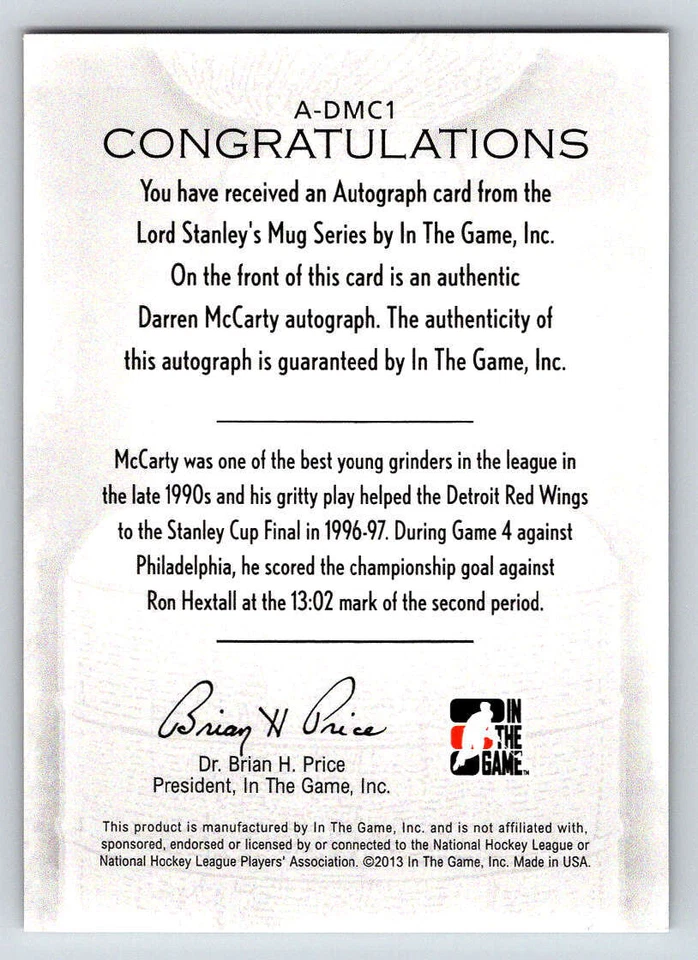 A-DMC1
CONGRATULATIONS
You have received an Autograph card from the
Lord Stanley's Mug Series by In The Game, Inc.
On the front of this card is an authentic
Darren McCarty autograph. The authenticity of
this autograph is guaranteed by In The Game, Inc.
McCarty was one of the best young grinders in the league in
the late 1990s and his gritty play helped the Detroit Red Wings
to the Stanley Cup Final in 1996-97. During Game 4 against
Philadelphia, he scored the championship goal against
Ron Hextall at the 13:02 mark of the second period.
Brian H Price
Dr. Brian H. Price
President, In The Game, Inc.
IN
THE
GAME™
This product is manufactured by In The Game, Inc. and is not affiliated with,
sponsored, endorsed or licensed by or connected to the National Hockey League or
National Hockey League Players' Association. ©2013 In The Game, Inc. Made in USA.